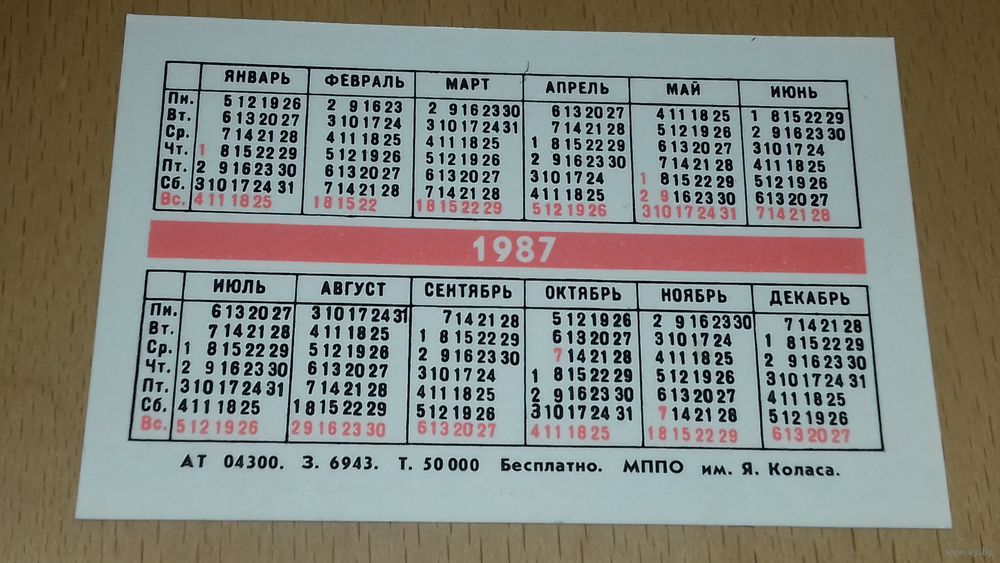 ЯНВАРЬ ФЕВРАЛЬ МАРТ АПРЕЛЬ МАЙ ИЮНЬ
Пн. 5 12 19 26 2 9 16 23 2 9 16 23 30 6 13 20 27 4 11 18 25 1 8 15 22 29
Вт. 6 13 20 27 3 10 17 24 3 10 17 24 31 7 14 21 28 5 12 19 26 2 9 16 23 30
Ср. 7 14 21 28 4 11 18 25 4 11 18 25 1 8 15 22 29 6 13 20 27 3 10 17 24
Чт. 1 8 15 22 29 5 12 19 26 5 12 19 26 2 9 16 23 30 7 14 21 28 4 11 18 25
Пт. 2 9 16 23 30 6 13 20 27 6 13 20 27 3 10 17 24 1 8 15 22 29 5 12 19 26
Сб. 3 10 17 24 31 7 14 21 28 7 14 21 28 4 11 18 25 2 9 16 23 30 6 13 20 27
Вс. 4 11 18 25 1 8 15 22 1 8 15 22 29 5 12 19 26 3 10 17 24 31 7 14 21 28
1987
ИЮЛЬ АВГУСТ СЕНТЯБРЬ ОКТЯБРЬ НОЯБРЬ ДЕКАБРЬ
Пн. 6 13 20 27 3 10 17 24 31 7 14 21 28 5 12 19 26 2 9 16 23 30 7 14 21 28
Вт. 7 14 21 28 4 11 18 25 1 8 15 22 29 6 13 20 27 3 10 17 24 1 8 15 22 29
Ср. 1 8 15 22 29 5 12 19 26 2 9 16 23 30 7 14 21 28 4 11 18 25 2 9 16 23 30
Чт. 2 9 16 23 30 6 13 20 27 3 10 17 24 1 8 15 22 29 5 12 19 26 3 10 17 24 31
Пт. 3 10 17 24 31 7 14 21 28 4 11 18 25 2 9 16 23 30 6 13 20 27 4 11 18 25
Сб. 4 11 18 25 1 8 15 22 29 5 12 19 26 3 10 17 24 31 7 14 21 28 5 12 19 26
Вс. 5 12 19 26 2 9 16 23 30 6 13 20 27 4 11 18 25 1 8 15 22 29 6 13 20 27
АТ 04300. З. 6943. Т. 50 000 Бесплатно. МППО им. Я. Коласа.
www.ay.by